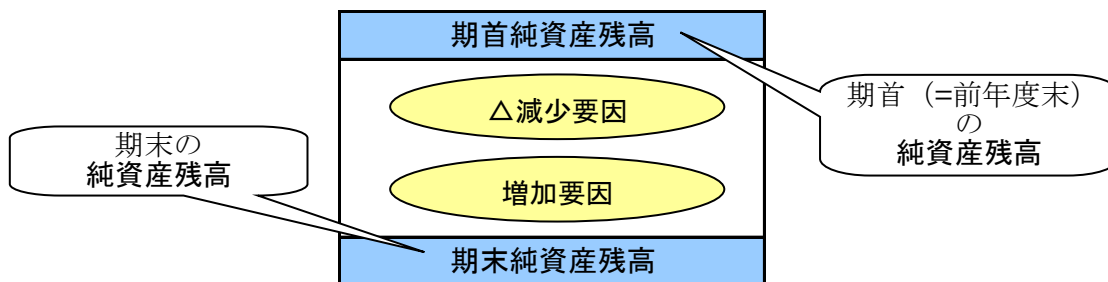 期首純資産残高
期首（=前年度末）
の
純資産残高
△減少要因
期末の
純資産残高
増加要因
期末純資産残高